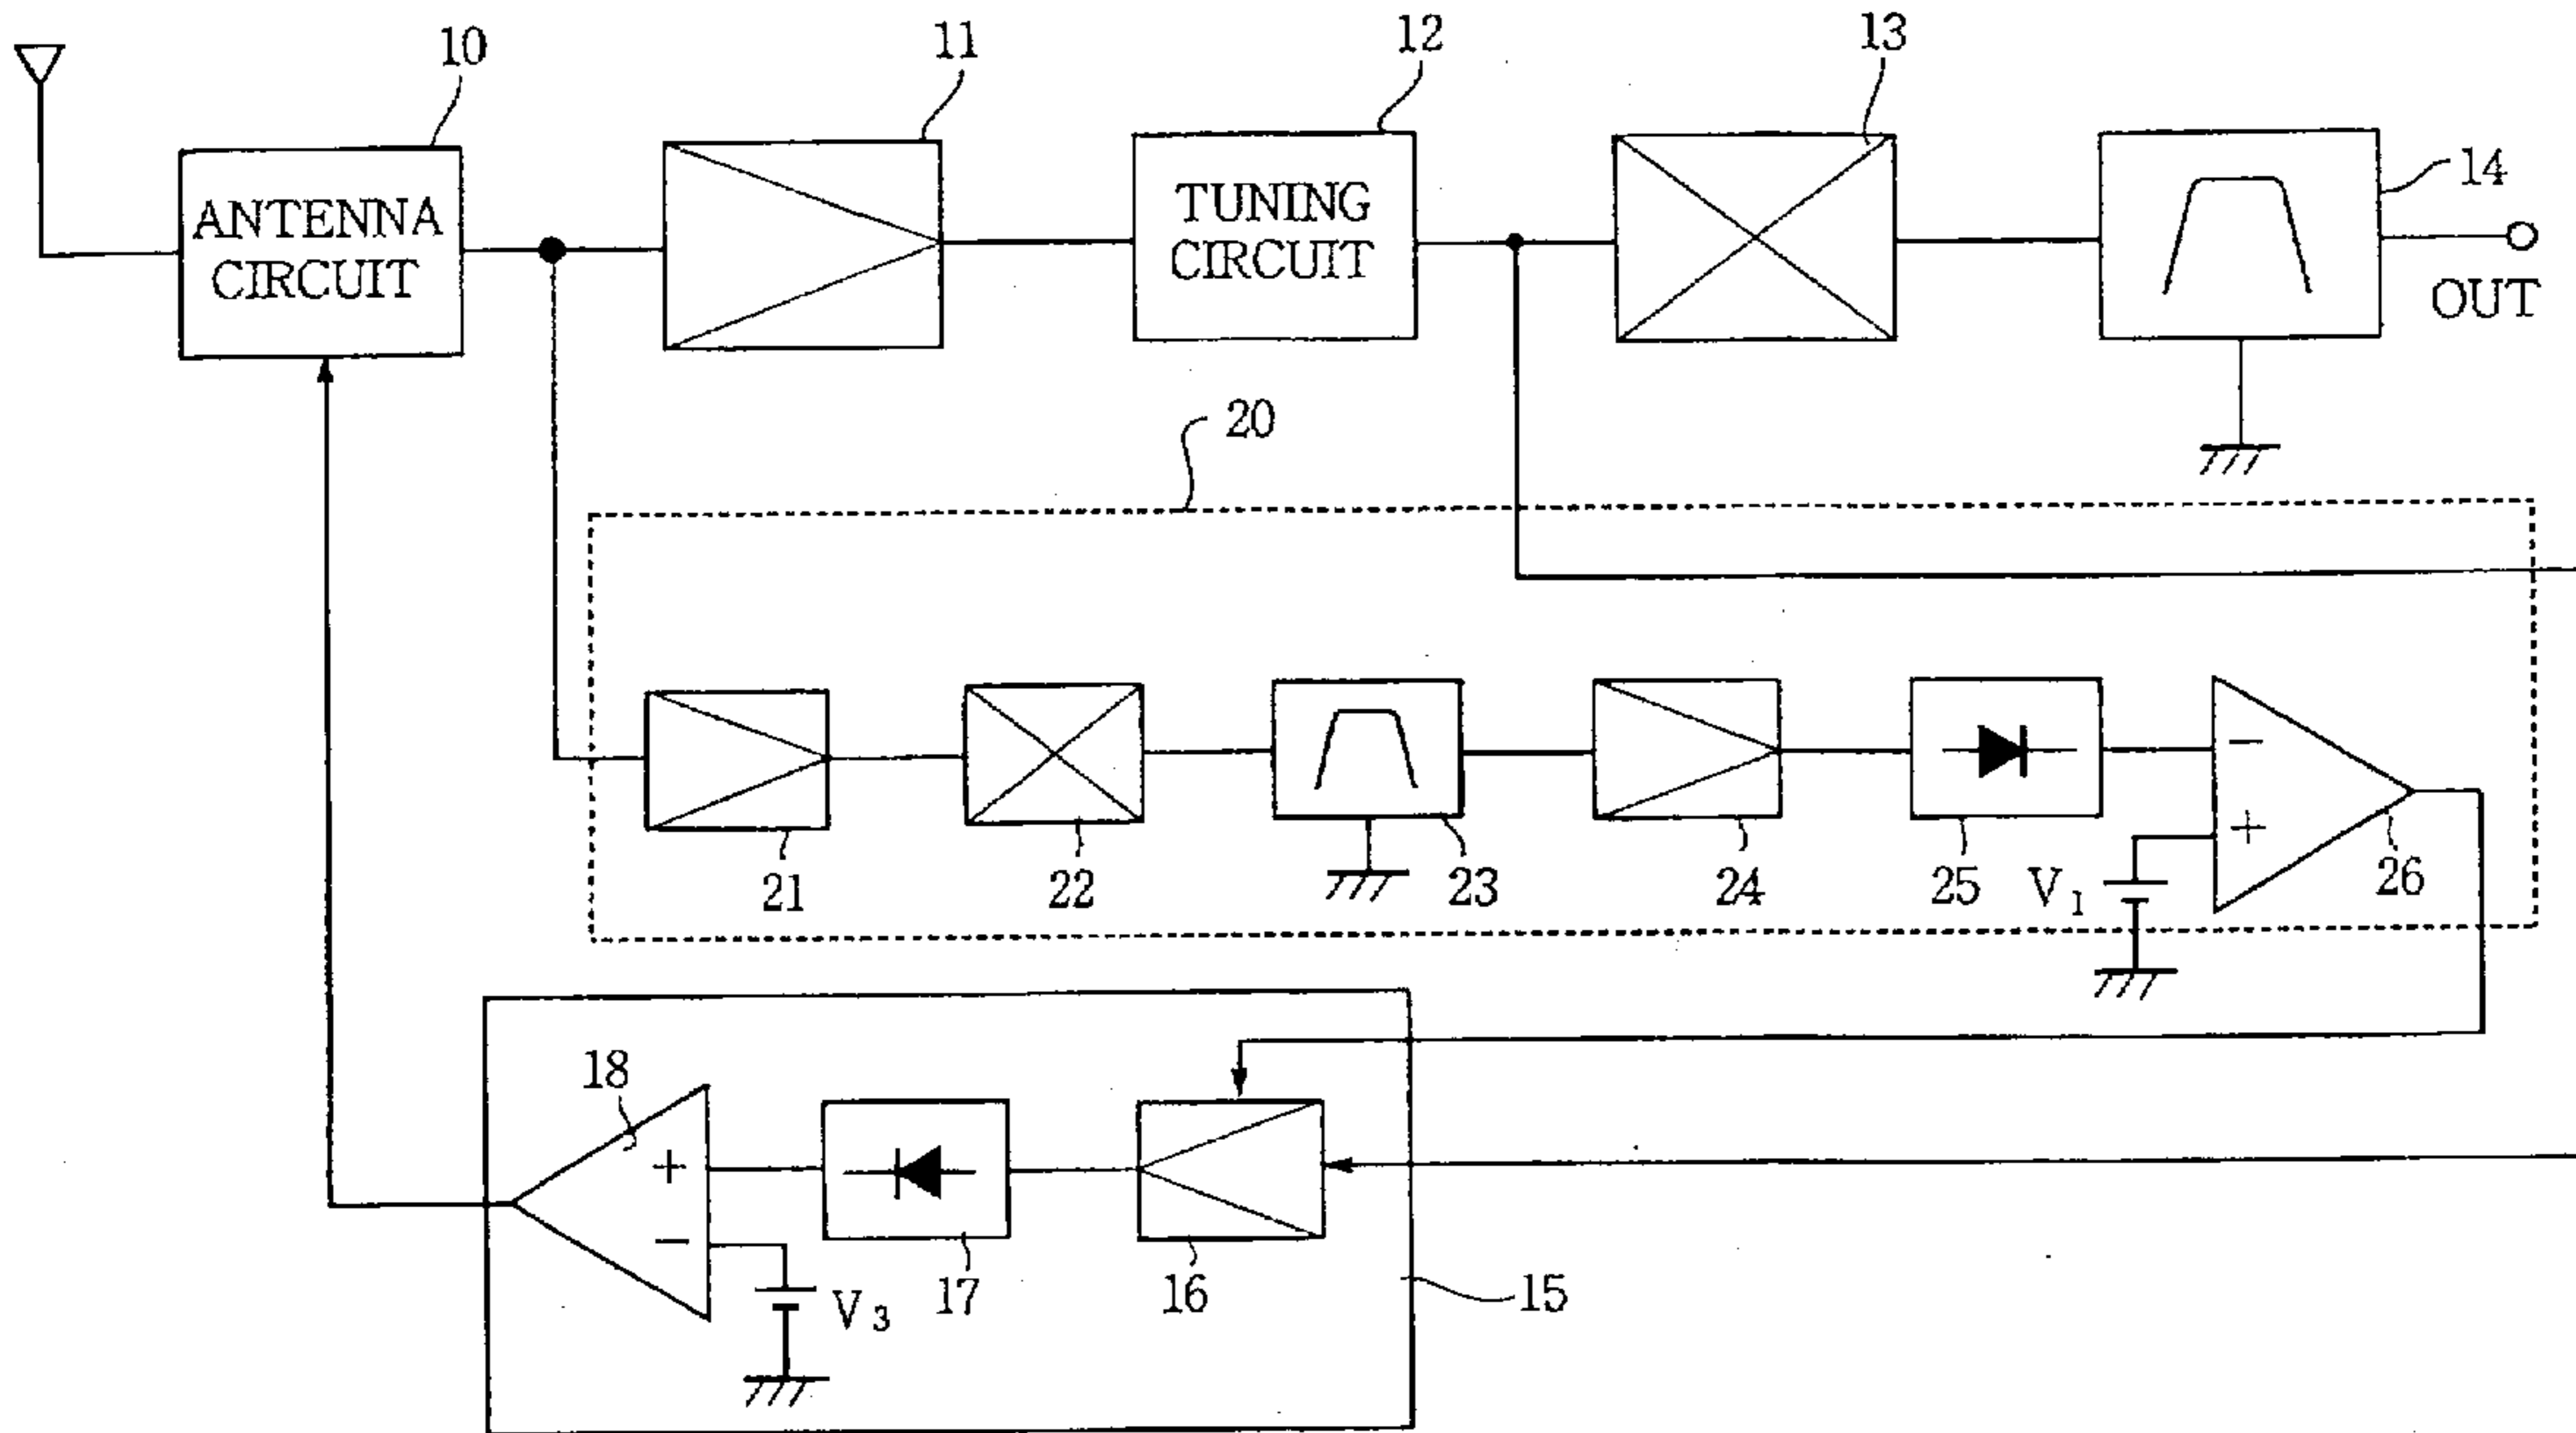 10
11
12
13
14
ANTENNA
CIRCUIT
TUNING
CIRCUIT
OUT
20
21
22
23
24
25
26
−
+
V1
18
+
−
17
16
15
V3